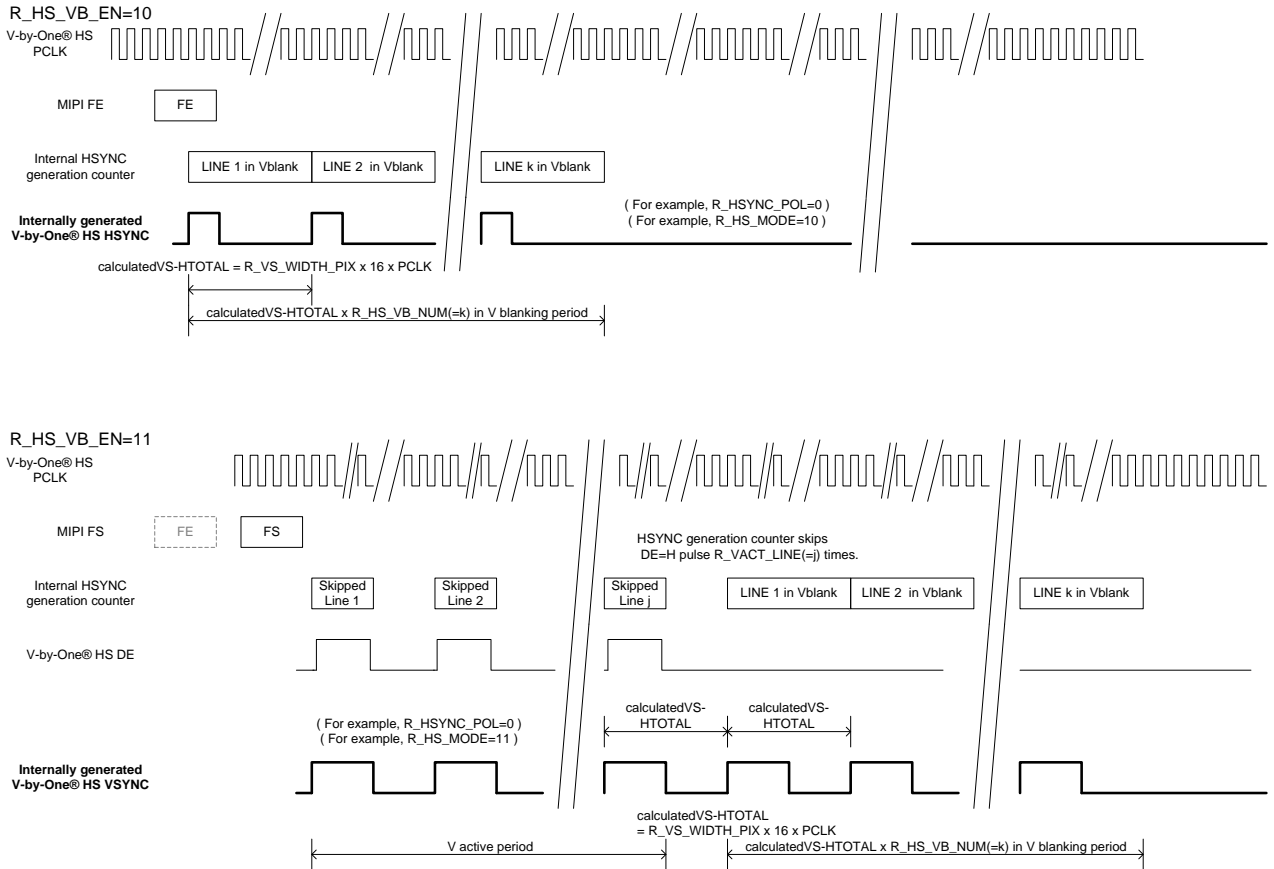 R_HS_VB_EN=10
V-by-One® HS
PCLK
MIPI FE
FE
Internal HSYNC
generation counter
LINE 1 in Vblank
LINE 2 in Vblank
LINE k in Vblank
Internally generated
V-by-One® HS HSYNC
( For example, R_HSYNC_POL=0 )
( For example, R_HS_MODE=10 )
calculatedVS-HTOTAL = R_VS_WIDTH_PIX x 16 x PCLK
calculatedVS-HTOTAL x R_HS_VB_NUM(=k) in V blanking period
R_HS_VB_EN=11
V-by-One® HS
PCLK
MIPI FS
FE
FS
HSYNC generation counter skips
DE=H pulse R_VACT_LINE(=j) times.
Internal HSYNC
generation counter
Skipped
Line 1
Skipped
Line 2
Skipped
Line j
LINE 1 in Vblank
LINE 2 in Vblank
LINE k in Vblank
V-by-One® HS DE
( For example, R_HSYNC_POL=0 )
( For example, R_HS_MODE=11 )
calculatedVS-
HTOTAL
calculatedVS-
HTOTAL
Internally generated
V-by-One® HS VSYNC
calculatedVS-HTOTAL
= R_VS_WIDTH_PIX x 16 x PCLK
V active period
calculatedVS-HTOTAL x R_HS_VB_NUM(=k) in V blanking period